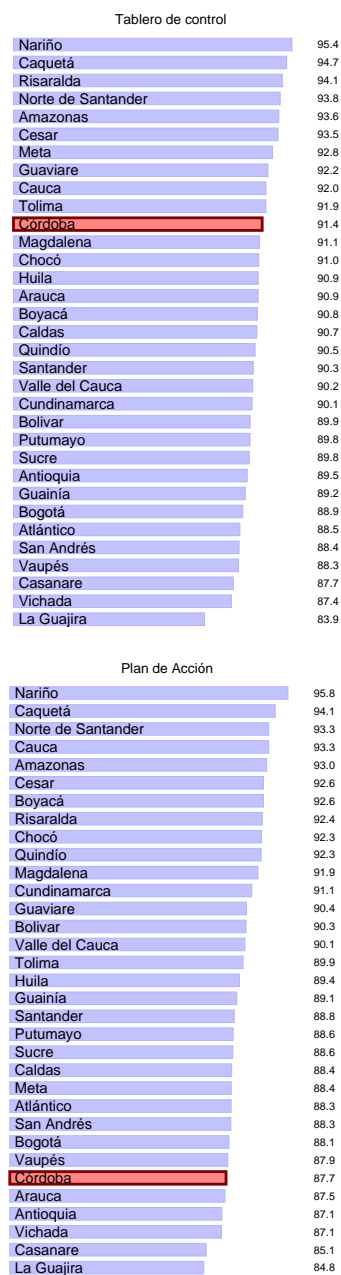 Tablero de control
Nariño 95.4
Caquetá 94.7
Risaralda 94.1
Norte de Santander 93.8
Amazonas 93.6
Cesar 93.5
Meta 92.8
Guaviare 92.2
Cauca 92.0
Tolima 91.9
Córdoba 91.4
Magdalena 91.1
Chocó 91.0
Huila 90.9
Arauca 90.9
Boyacá 90.8
Caldas 90.7
Quindío 90.5
Santander 90.3
Valle del Cauca 90.2
Cundinamarca 90.1
Bolivar 89.9
Putumayo 89.8
Sucre 89.8
Antioquia 89.5
Guainía 89.2
Bogotá 88.9
Atlántico 88.5
San Andrés 88.4
Vaupés 88.3
Casanare 87.7
Vichada 87.4
La Guajira 83.9
Plan de Acción
Nariño 95.8
Caquetá 94.1
Norte de Santander 93.3
Cauca 93.3
Amazonas 93.0
Cesar 92.6
Boyacá 92.6
Risaralda 92.4
Chocó 92.3
Quindío 92.3
Magdalena 91.9
Cundinamarca 91.1
Guaviare 90.4
Bolivar 90.3
Valle del Cauca 90.1
Tolima 89.9
Huila 89.4
Guainía 89.1
Santander 88.8
Putumayo 88.6
Sucre 88.6
Caldas 88.4
Meta 88.4
Atlántico 88.3
San Andrés 88.3
Bogotá 88.1
Vaupés 87.9
Córdoba 87.7
Arauca 87.5
Antioquia 87.1
Vichada 87.1
Casanare 85.1
La Guajira 84.8